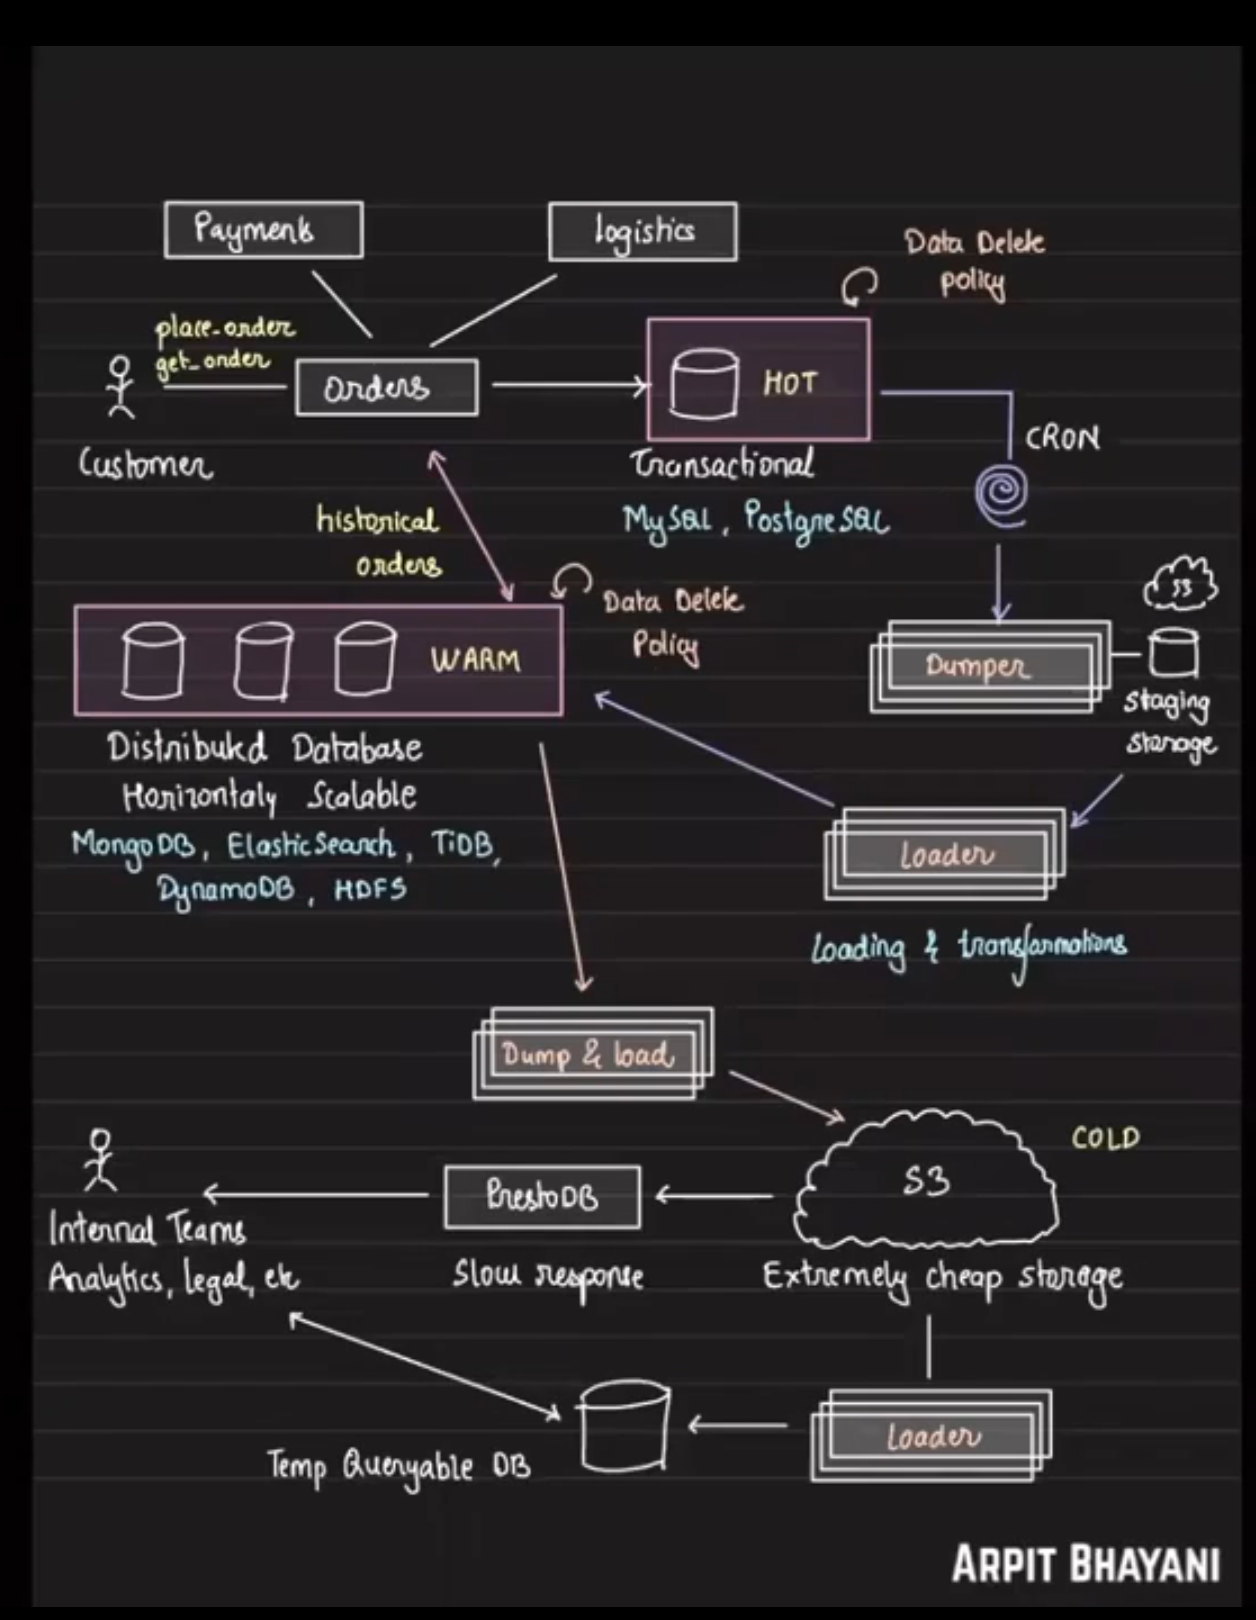 Payments
logistics
Data Delete
policy
place-order
get_order
Orders
HOT
CRON
Customer
Transactional
MySQL, PostgreSQL
historical
orders
S3
Data Delete
Policy
WARM
Dumper
Staging
Storage
Distributed Database
Horizontaly Scalable
MongoDB, ElasticSearch, TiDB,
DynamoDB, HDFS
Loader
Loading & transformations
Dump & load
COLD
S3
PrestoDB
Internal Teams
Analytics, legal, etc
Slow response
Extremely cheap storage
Loader
Temp Queryable DB
ARPIT BHAYANI